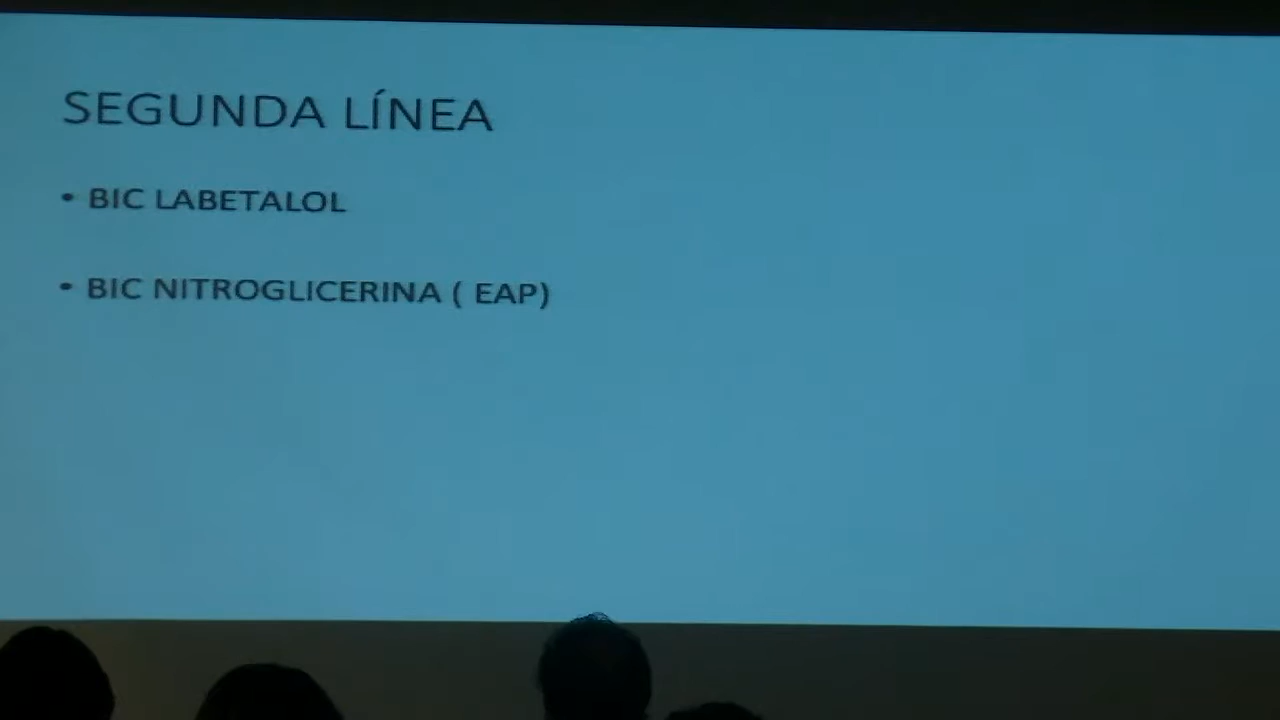 SEGUNDA LÍNEA
• BIC LABETALOL
• BIC NITROGLICERINA ( EAP)